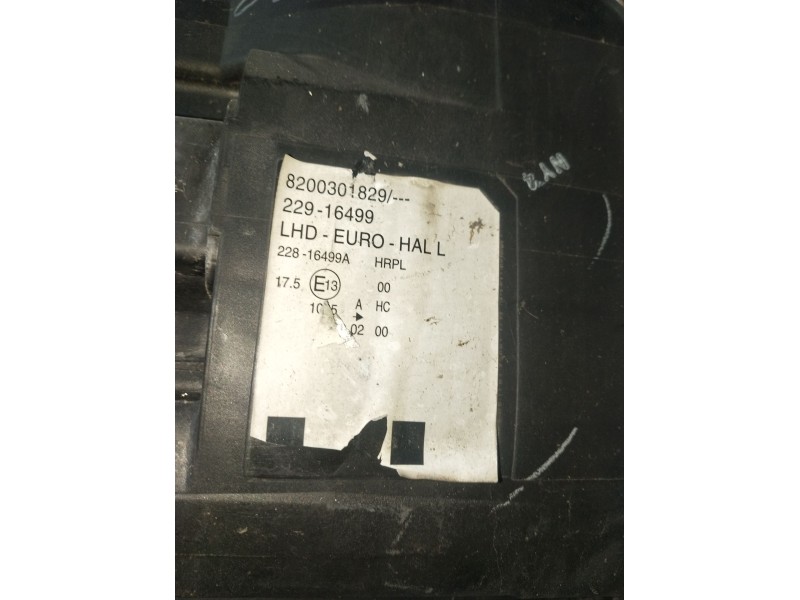 8200301829/---
229-16499
LHD - EURO - HAL L
228 -16499A HRPL
17.5 E13 00
A HC
02 00